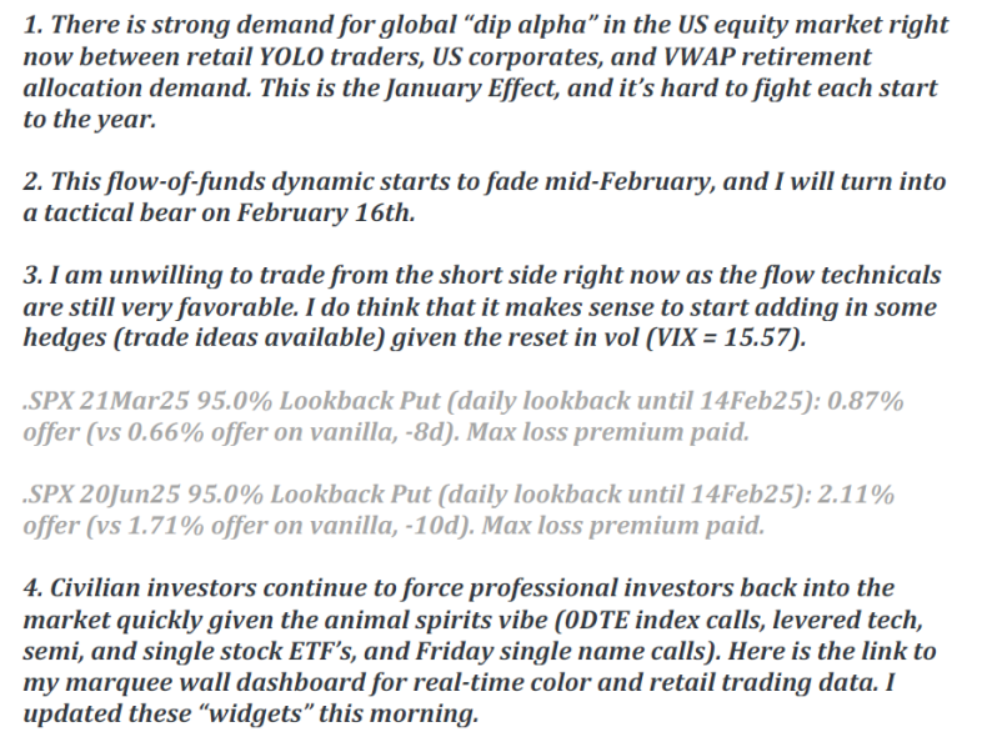 1. There is strong demand for global “dip alpha” in the US equity market right
now between retail YOLO traders, US corporates, and VWAP retirement
allocation demand. This is the January Effect, and it’s hard to fight each start
to the year.
2. This flow-of-funds dynamic starts to fade mid-February, and I will turn into
a tactical bear on February 16th.
3. I am unwilling to trade from the short side right now as the flow technicals
are still very favorable. I do think that it makes sense to start adding in some
hedges (trade ideas available) given the reset in vol (VIX = 15.57).
.SPX 21Mar25 95.0% Lookback Put (daily lookback until 14Feb25): 0.87%
offer (vs 0.66% offer on vanilla, -8d). Max loss premium paid.
.SPX 20Jun25 95.0% Lookback Put (daily lookback until 14Feb25): 2.11%
offer (vs 1.71% offer on vanilla, -10d). Max loss premium paid.
4. Civilian investors continue to force professional investors back into the
market quickly given the animal spirits vibe (0DTE index calls, levered tech,
semi, and single stock ETF’s, and Friday single name calls). Here is the link to
my marquee wall dashboard for real-time color and retail trading data. I
updated these “widgets” this morning.